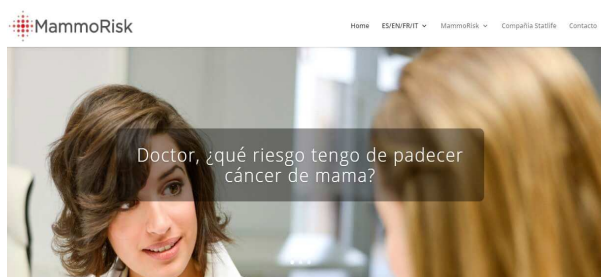 MammoRisk
Home ES/EN/FR/IT MammoRisk Compañía Statlife Contacto
Doctor, ¿qué riesgo tengo de padecer
cáncer de mama?